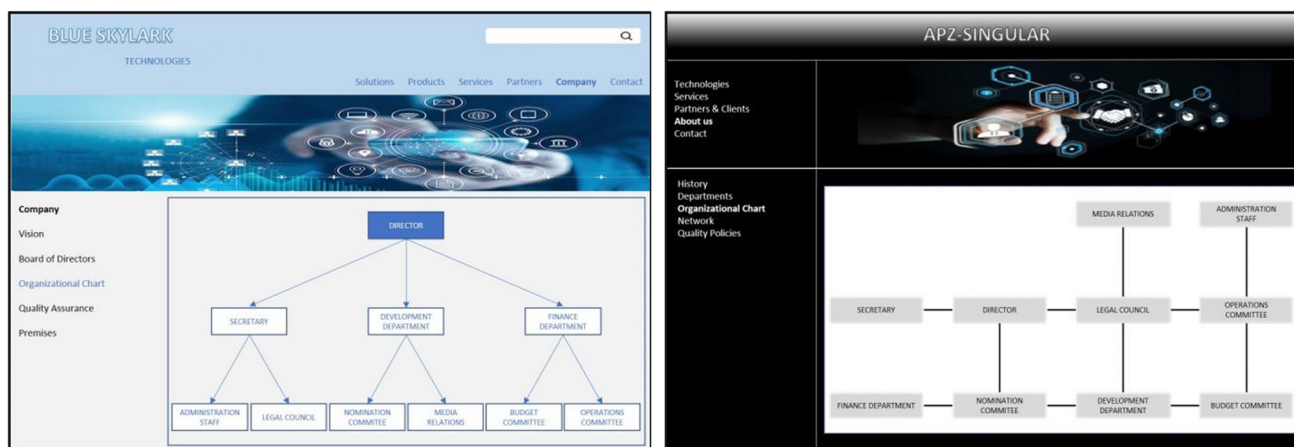 BLUE SKYLARK
TECHNOLOGIES
Solutions Products Services Partners Company Contact
Company
Vision
Board of Directors
Organizational Chart
Quality Assurance
Premises
DIRECTOR
SECRETARY
DEVELOPMENT
DEPARTMENT
FINANCE
DEPARTMENT
ADMINISTRATION
STAFF
LEGAL COUNCIL
NOMINATION
COMMITEE
MEDIA
RELATIONS
BUDGET
COMMITTEE
OPERATIONS
COMMITTEE
APZ-SINGULAR
Technologies
Services
Partners & Clients
About us
Contact
History
Departments
Organizational Chart
Network
Quality Policies
MEDIA RELATIONS
ADMINISTRATION
STAFF
SECRETARY
DIRECTOR
LEGAL COUNCIL
OPERATIONS
COMMITTEE
FINANCE DEPARTMENT
NOMINATION
COMMITEE
DEVELOPMENT
DEPARTMENT
BUDGET COMMITTEE